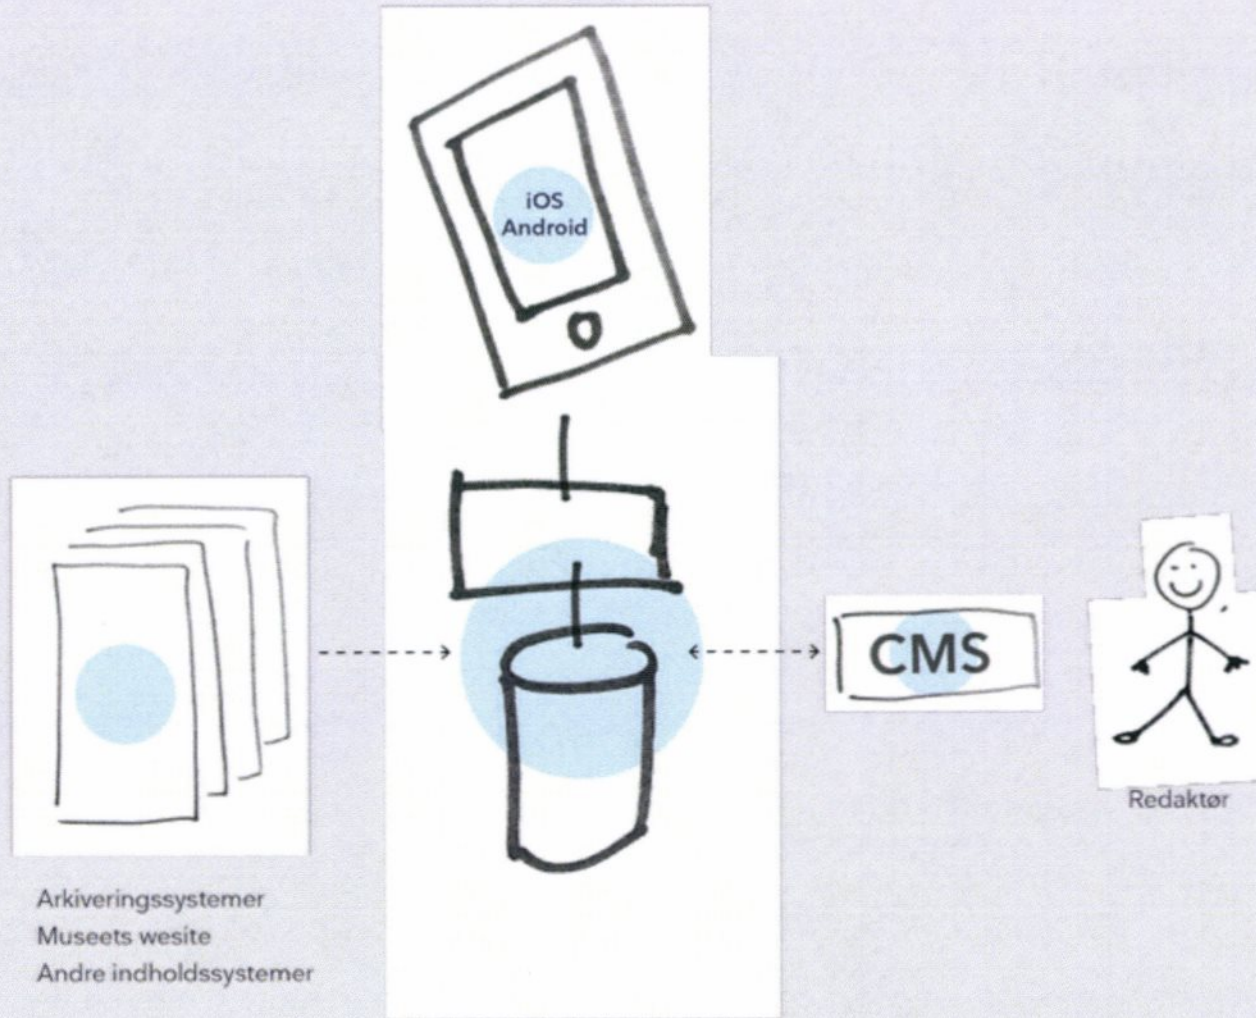 iOS
Android
CMS
Redaktør
Arkiveringssystemer
Museets wesite
Andre indholdssystemer